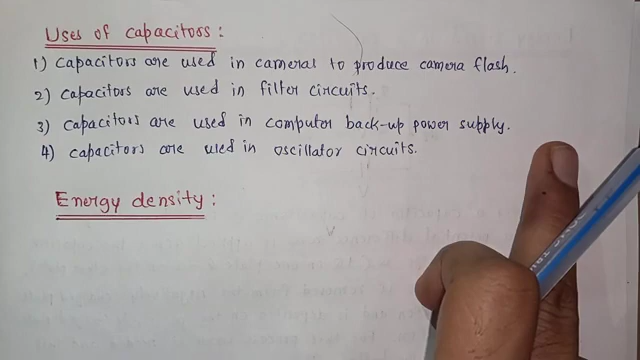 Uses of capacitors :
1) Capacitors are used in cameras to produce camera flash.
2) Capacitors are used in filter circuits.
3) Capacitors are used in computer back-up power supply.
4) Capacitors are used in oscillator circuits.
Energy density :